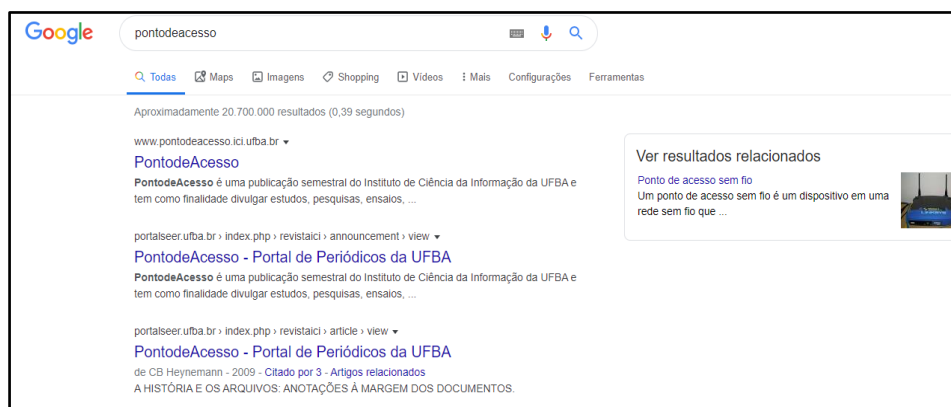 Google
pontodeacesso
Todas Maps Imagens Shopping Vídeos Mais Configurações Ferramentas
Aproximadamente 20.700.000 resultados (0,39 segundos)
www.pontodeacesso.ici.ufba.br
PontodeAcesso
PontodeAcesso é uma publicação semestral do Instituto de Ciência da Informação da UFBA e
tem como finalidade divulgar estudos, pesquisas, ensaios, ...
portalseer.ufba.br › index.php › revistaici › announcement › view
PontodeAcesso - Portal de Periódicos da UFBA
PontodeAcesso é uma publicação semestral do Instituto de Ciência da Informação da UFBA e
tem como finalidade divulgar estudos, pesquisas, ensaios, ...
portalseer.ufba.br › index.php › revistaici › article › view
PontodeAcesso - Portal de Periódicos da UFBA
de CB Heynemann - 2009 - Citado por 3 - Artigos relacionados
A HISTÓRIA E OS ARQUIVOS: ANOTAÇÕES À MARGEM DOS DOCUMENTOS.
Ver resultados relacionados
Ponto de acesso sem fio
Um ponto de acesso sem fio é um dispositivo em uma
rede sem fio que ...